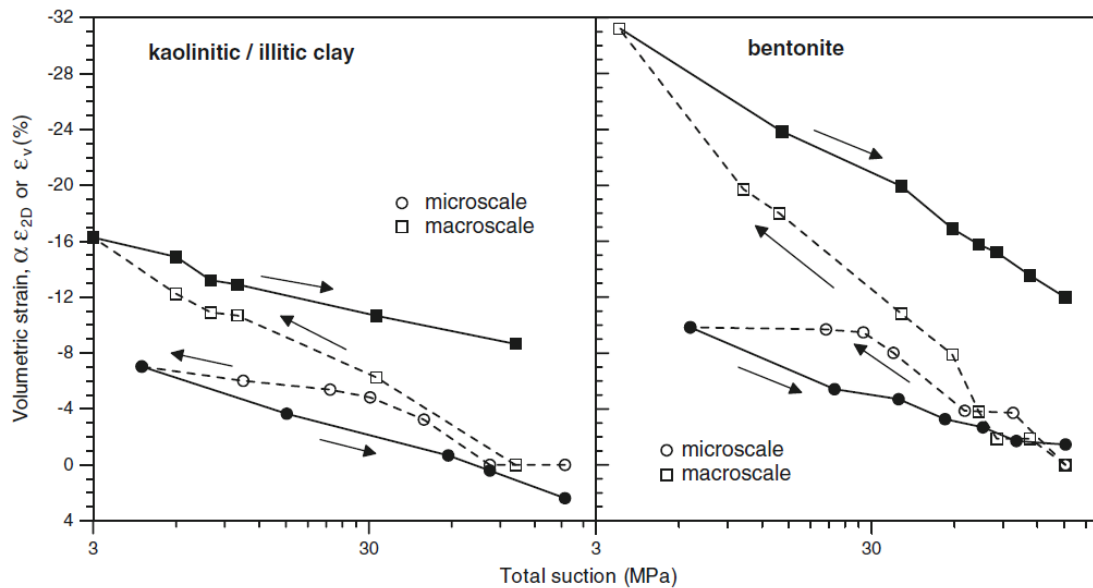 -32
-28
-24
-20
-16
-12
-8
-4
0
4
Volumetric strain, α ε2D or εv (%)
kaolinitic / illitic clay
microscale
macroscale
bentonite
microscale
macroscale
3
30
3
30
Total suction (MPa)